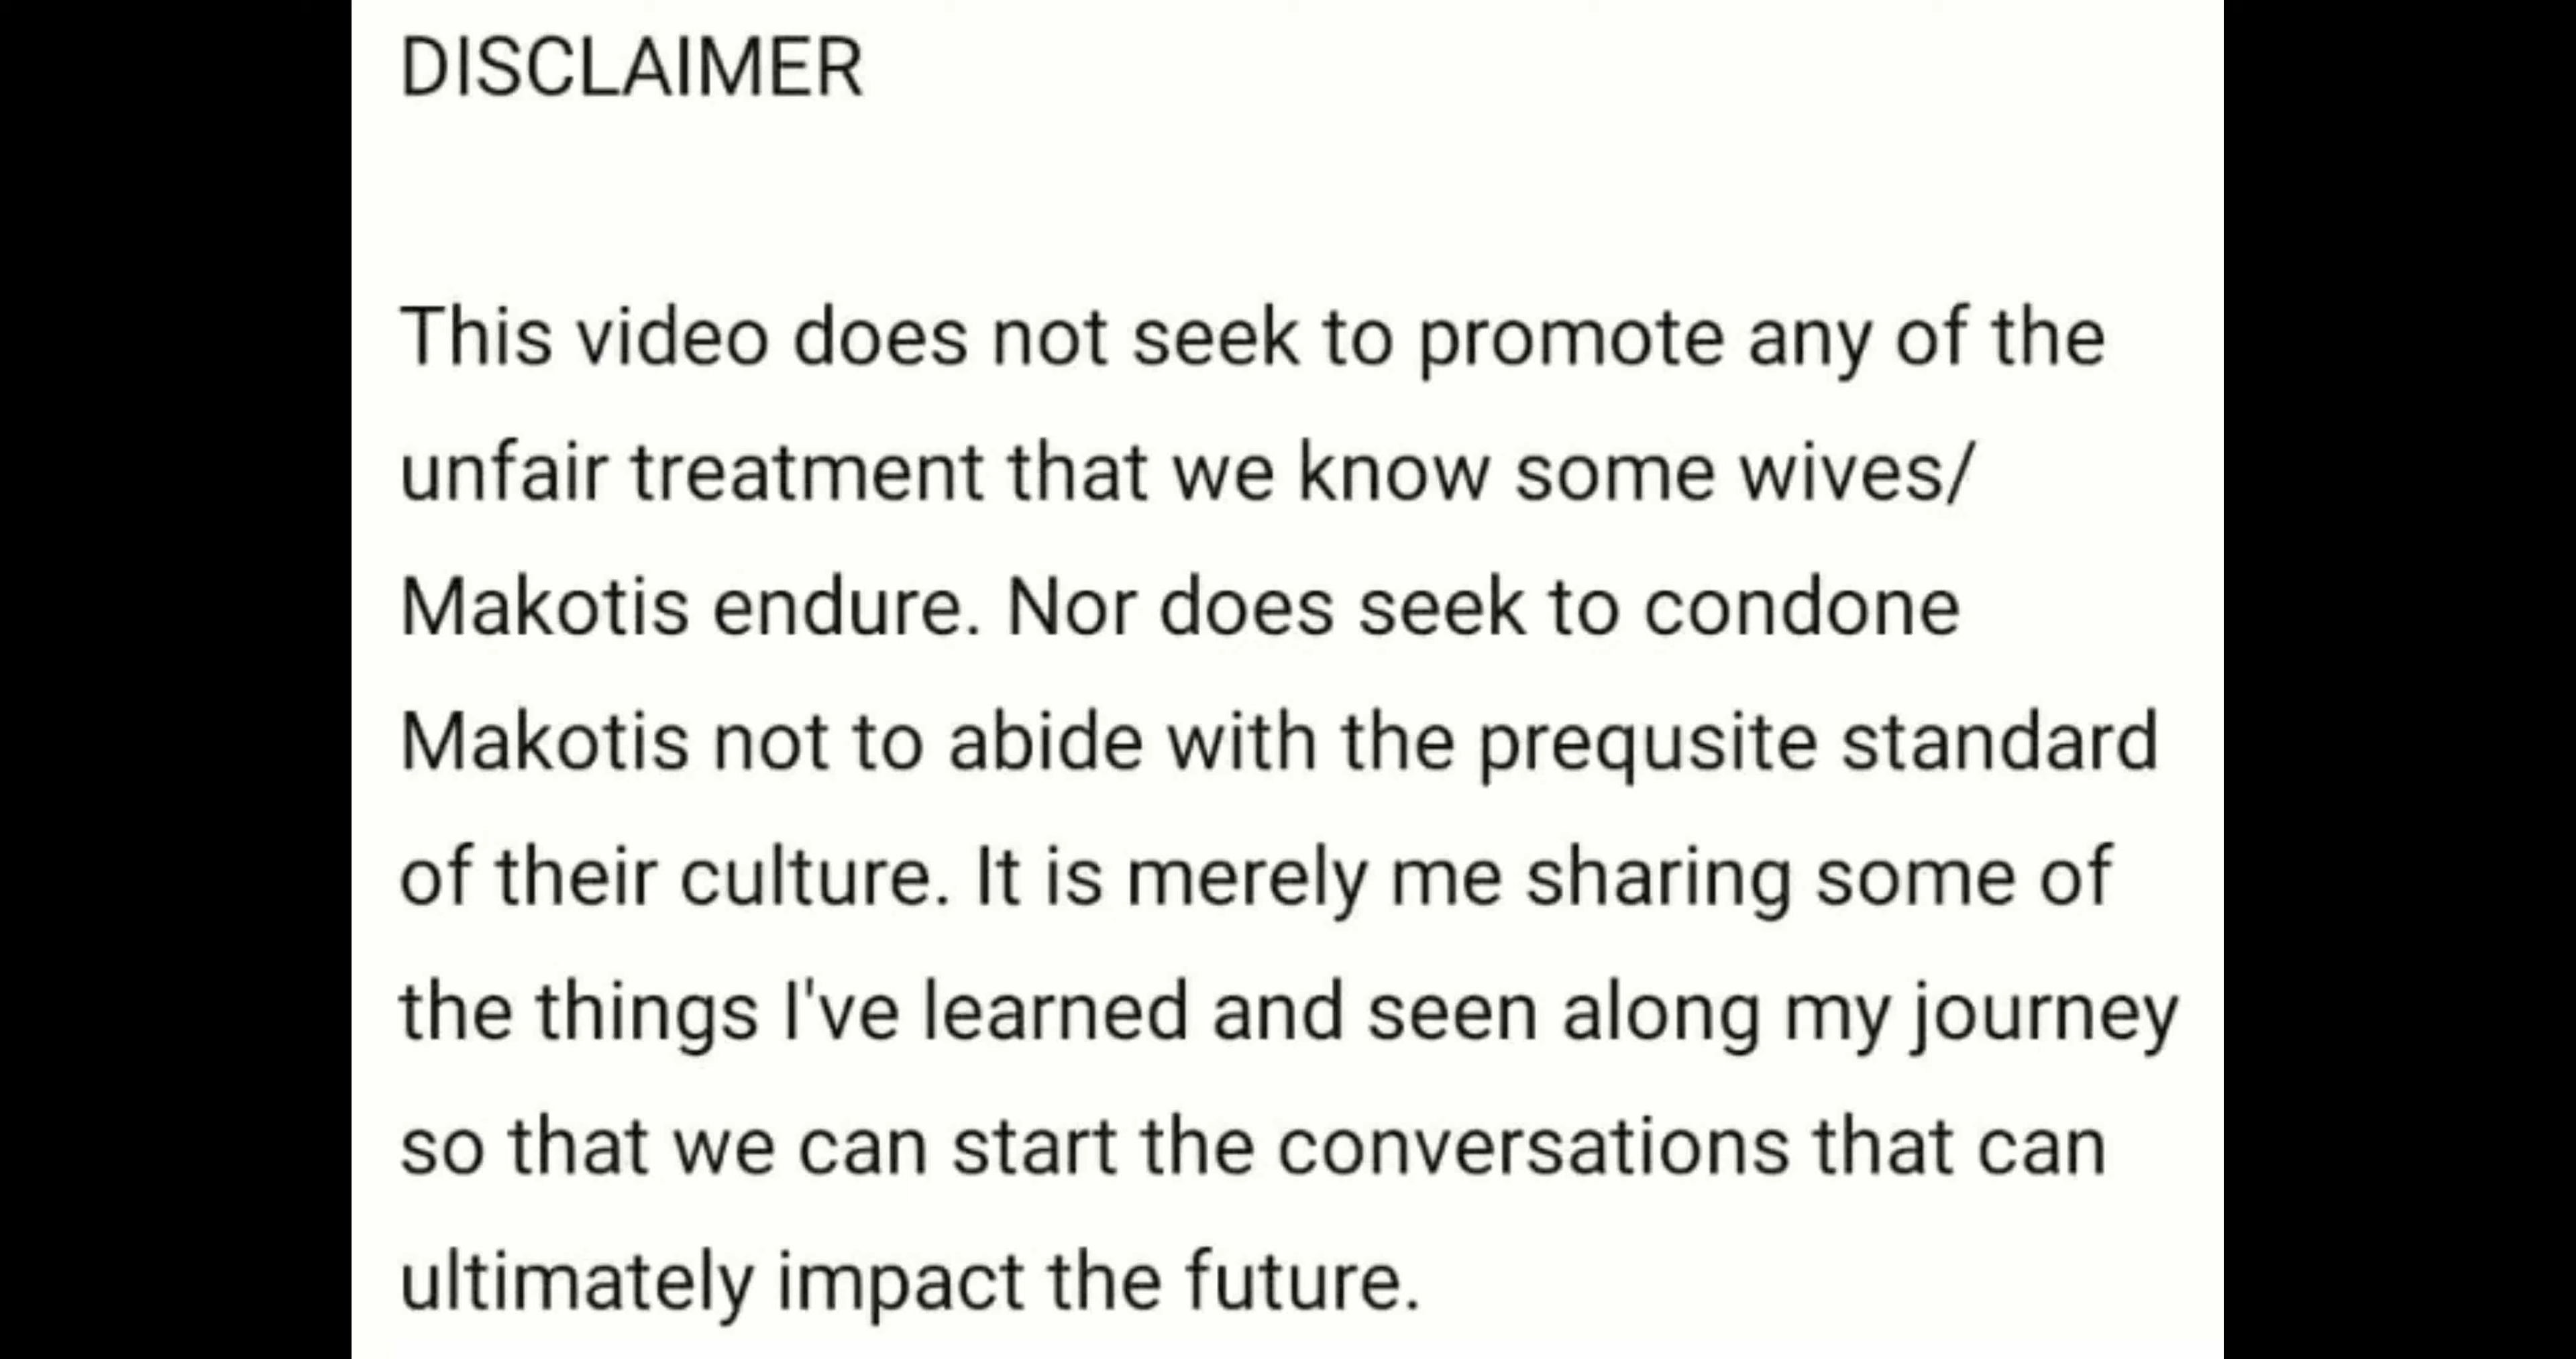 DISCLAIMER
This video does not seek to promote any of the
unfair treatment that we know some wives/
Makotis endure. Nor does seek to condone
Makotis not to abide with the prequsite standard
of their culture. It is merely me sharing some of
the things I've learned and seen along my journey
so that we can start the conversations that can
ultimately impact the future.